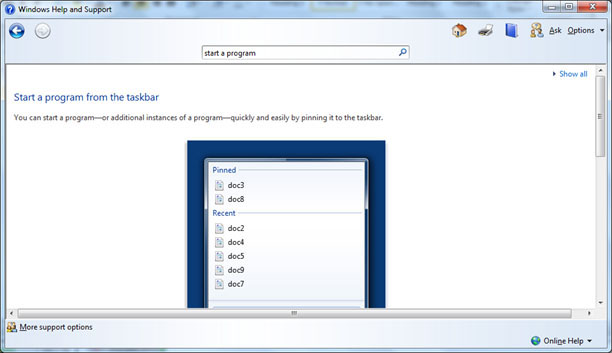 Windows Help and Support
Ask Options
start a program
Show all
Start a program from the taskbar
You can start a program—or additional instances of a program—quickly and easily by pinning it to the taskbar.
Pinned
doc3
doc8
Recent
doc2
doc4
doc5
doc9
doc7
More support options
Online Help